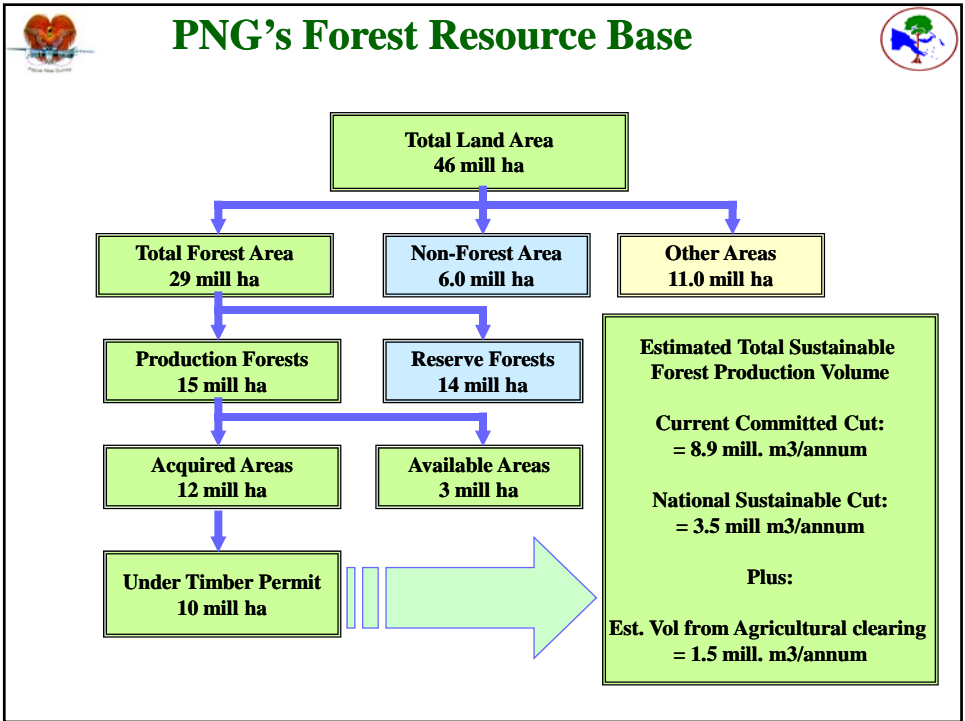 PNG’s Forest Resource Base
Papua New Guinea
Total Land Area
46 mill ha
Total Forest Area
29 mill ha
Non-Forest Area
6.0 mill ha
Other Areas
11.0 mill ha
Production Forests
15 mill ha
Reserve Forests
14 mill ha
Acquired Areas
12 mill ha
Available Areas
3 mill ha
Under Timber Permit
10 mill ha
Estimated Total Sustainable
Forest Production Volume
Current Committed Cut:
= 8.9 mill. m3/annum
National Sustainable Cut:
= 3.5 mill m3/annum
Plus:
Est. Vol from Agricultural clearing
= 1.5 mill. m3/annum